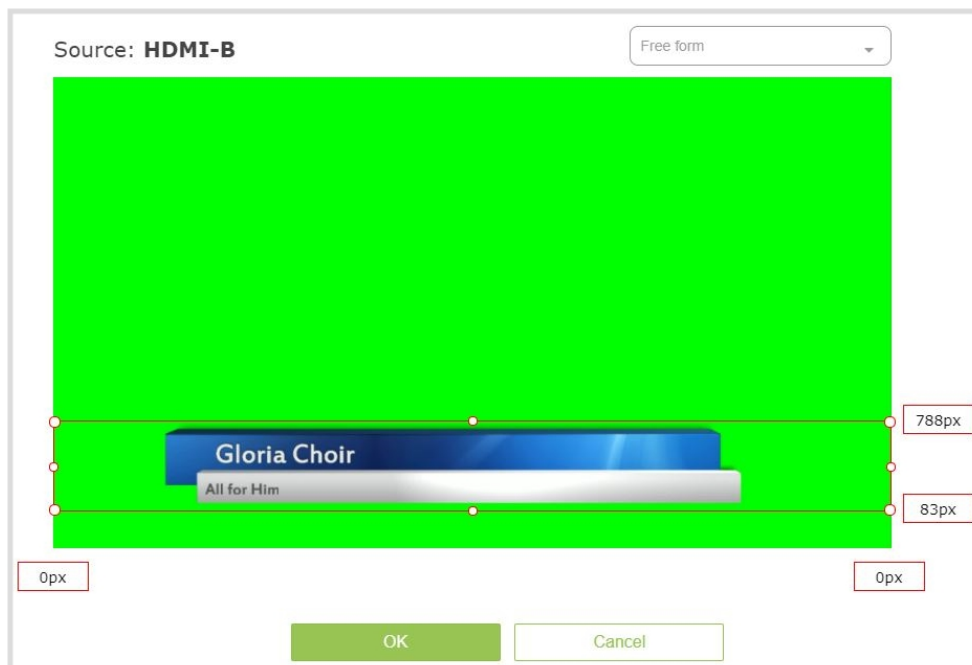 Source: HDMI-B
Free form
Gloria Choir
All for Him
788px
83px
0px
0px
OK
Cancel